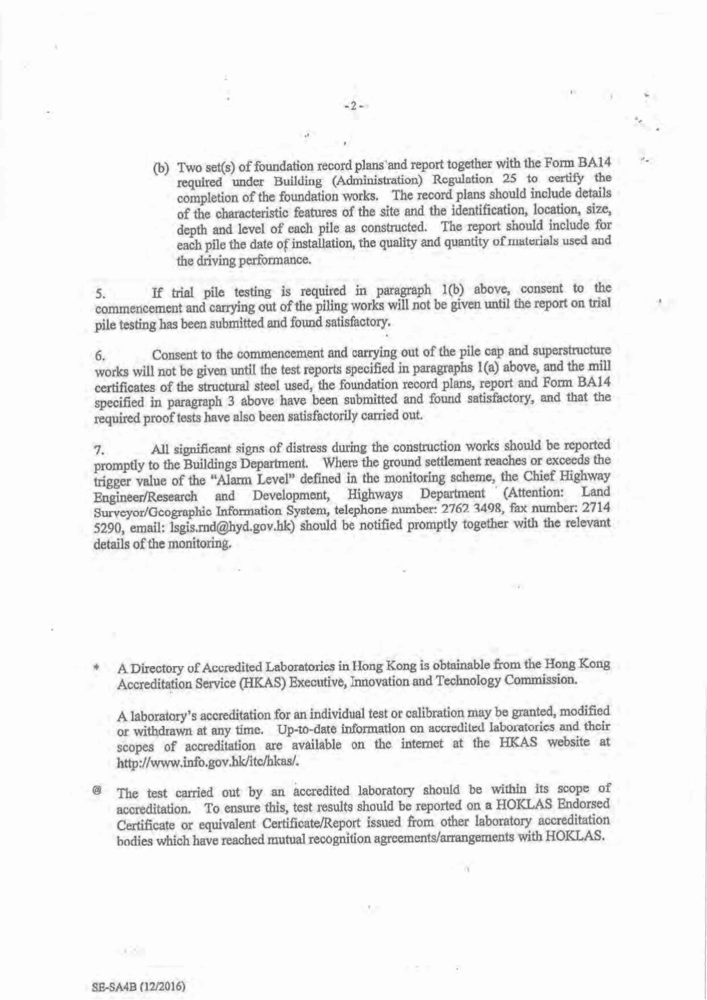 -2-
(b) Two set(s) of foundation record plans and report together with the Form BA14
required under Building (Administration) Regulation 25 to certify the
completion of the foundation works. The record plans should include details
of the characteristic features of the site and the identification, location, size,
depth and level of each pile as constructed. The report should include for
each pile the date of installation, the quality and quantity of materials used and
the driving performance.
5. If trial pile testing is required in paragraph 1(b) above, consent to the
commencement and carrying out of the piling works will not be given until the report on trial
pile testing has been submitted and found satisfactory.
6. Consent to the commencement and carrying out of the pile cap and superstructure
works will not be given until the test reports specified in paragraphs 1(a) above, and the mill
certificates of the structural steel used, the foundation record plans, report and Form BA14
specified in paragraph 3 above have been submitted and found satisfactory, and that the
required proof tests have also been satisfactorily carried out.
7. All significant signs of distress during the construction works should be reported
promptly to the Buildings Department. Where the ground settlement reaches or exceeds the
trigger value of the "Alarm Level" defined in the monitoring scheme, the Chief Highway
Engineer/Research and Development, Highways Department (Attention: Land
Surveyor/Geographic Information System, telephone number: 2762 3498, fax number: 2714
5290, email: lsgis.rnd@hyd.gov.hk) should be notified promptly together with the relevant
details of the monitoring.
* A Directory of Accredited Laboratories in Hong Kong is obtainable from the Hong Kong
Accreditation Service (HKAS) Executive, Innovation and Technology Commission.
A laboratory's accreditation for an individual test or calibration may be granted, modified
or withdrawn at any time. Up-to-date information on accredited laboratories and their
scopes of accreditation are available on the internet at the HKAS website at
http://www.info.gov.hk/itc/hkas/.
@ The test carried out by an accredited laboratory should be within its scope of
accreditation. To ensure this, test results should be reported on a HOKLAS Endorsed
Certificate or equivalent Certificate/Report issued from other laboratory accreditation
bodies which have reached mutual recognition agreements/arrangements with HOKLAS.
SE-SA4B (12/2016)